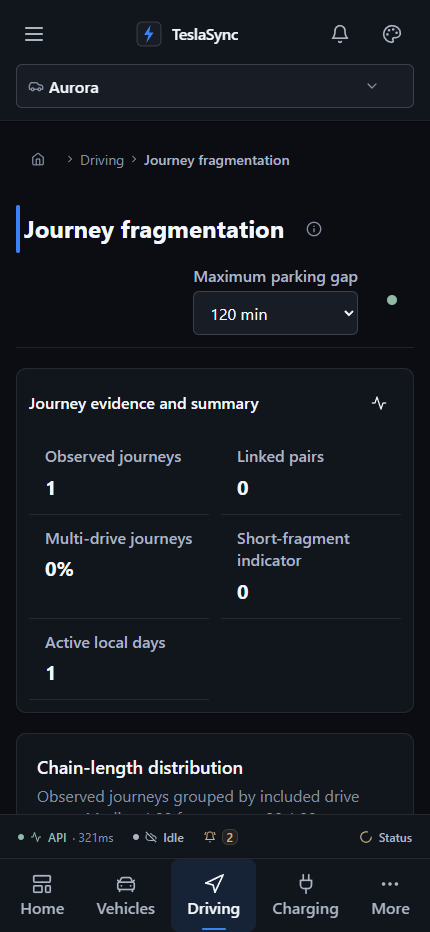 TeslaSync
Aurora
Driving
Journey fragmentation
Journey fragmentation
Maximum parking gap
120 min
Journey evidence and summary
Observed journeys
1
Linked pairs
0
Multi-drive journeys
0%
Short-fragment
indicator
0
Active local days
1
Chain-length distribution
Observed journeys grouped by included drive
API · 321ms
Idle
2
Status
Home
Vehicles
Driving
Charging
More